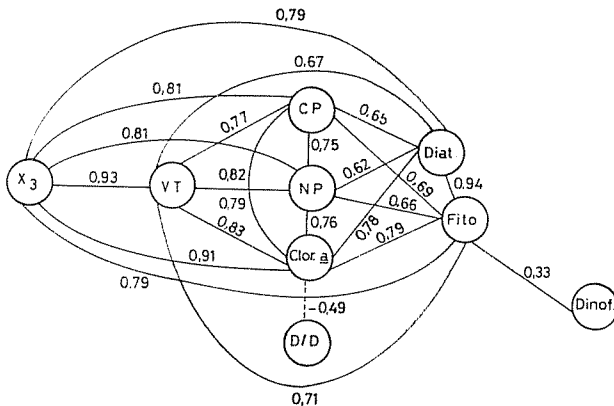 0,79
0,67
0,81
CP
0,77
0,65
0.81
0,75
Diat.
X3
0,93
VT
0,82
NP
0,62
0,69
0.94
0,79
0,66
Fito
0,83
0,76
0,78
0,79
0,91
Clor. a
0.79
-0,49
0,33
Dinof.
D/D
0,71